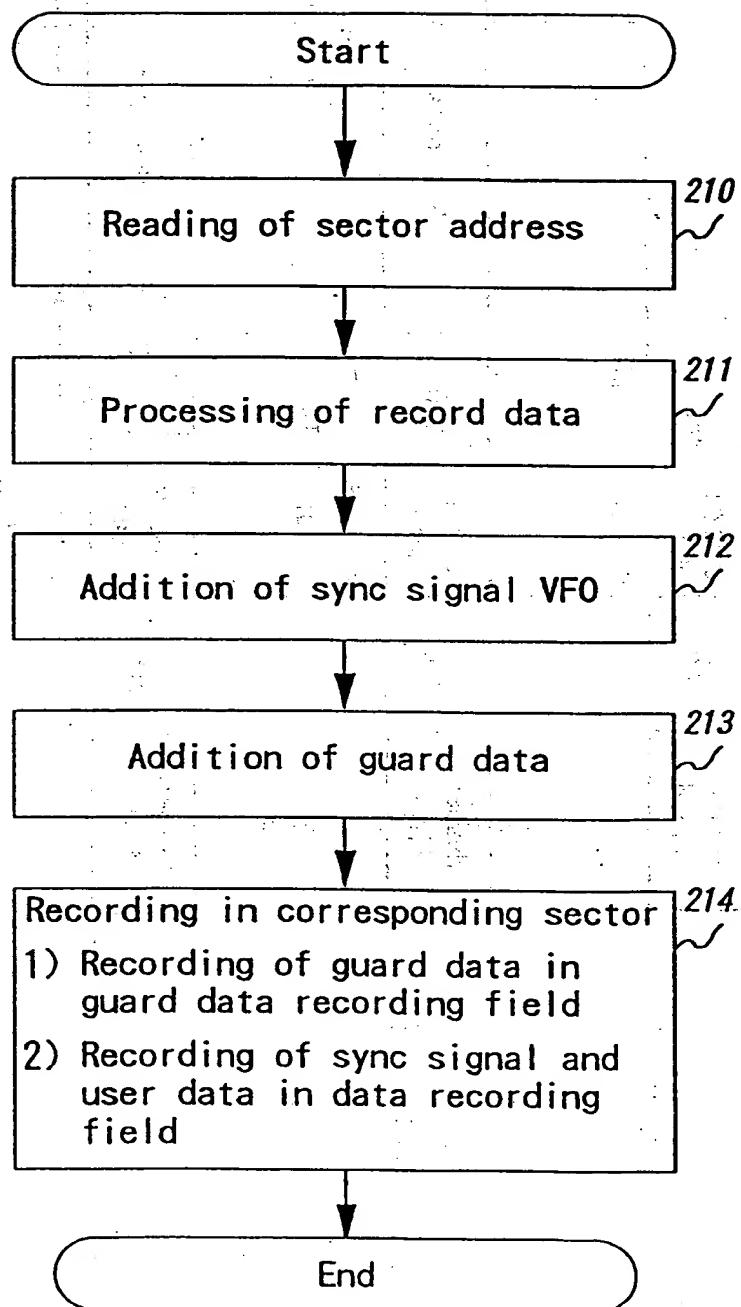 Start
210
Reading of sector address
211
Processing of record data
212
Addition of sync signal VFO
213
Addition of guard data
214
Recording in corresponding sector
1) Recording of guard data in
guard data recording field
2) Recording of sync signal and
user data in data recording
field
End